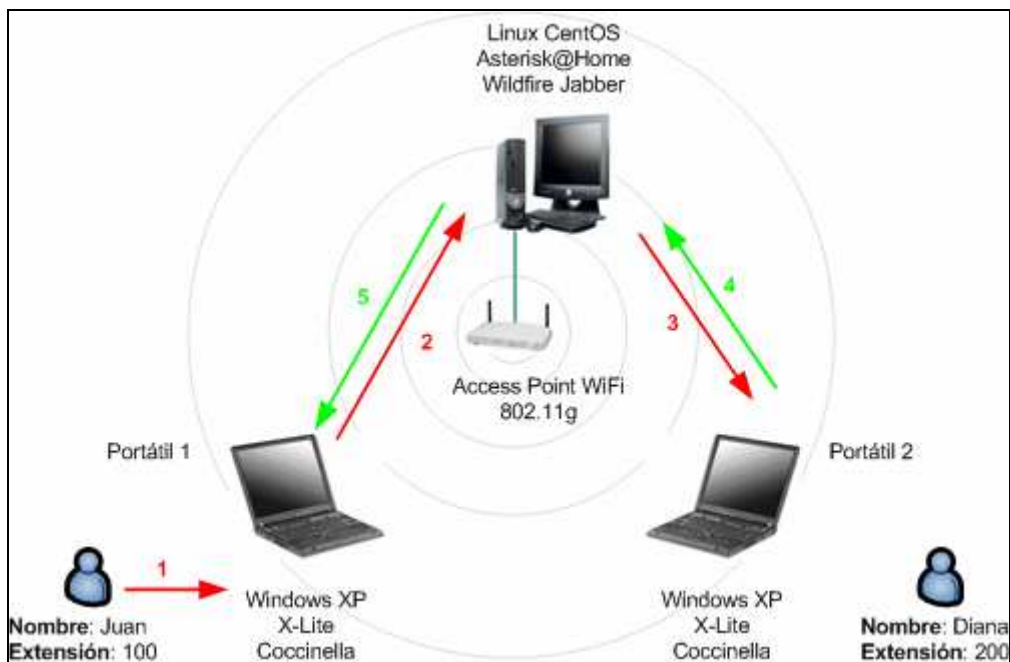 Linux CentOS
Asterisk@Home
Wildfire Jabber
5
2
3
4
Access Point WiFi
802.11g
Portátil 1
Portátil 2
1
Windows XP
X-Lite
Coccinella
Windows XP
X-Lite
Coccinella
Nombre: Juan
Extensión: 100
Nombre: Diana
Extensión: 200